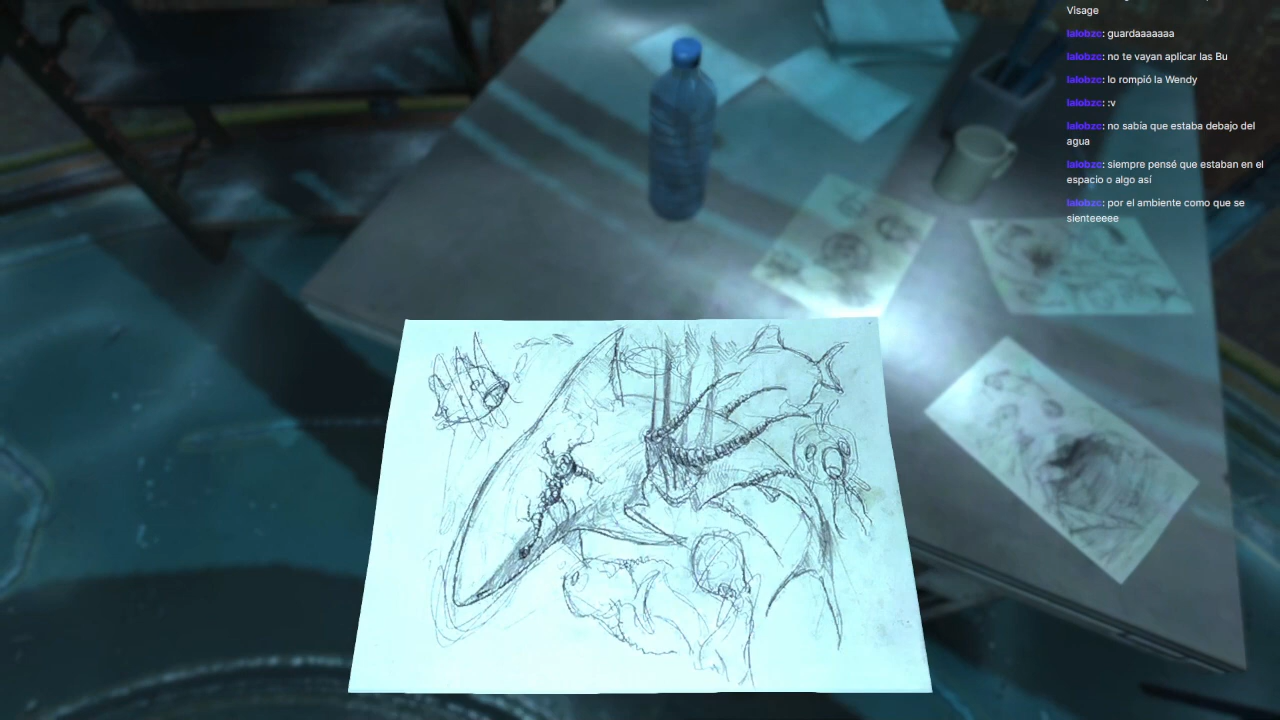 Visage
lalobzc: guardaaaaaaa
lalobzc: no te vayan aplicar las Bu
lalobzc: lo rompió la Wendy
lalobzc: :v
lalobzc: no sabía que estaba debajo del
agua
lalobzc: siempre pensé que estaban en el
espacio o algo así
lalobzc: por el ambiente como que se
sienteeeee